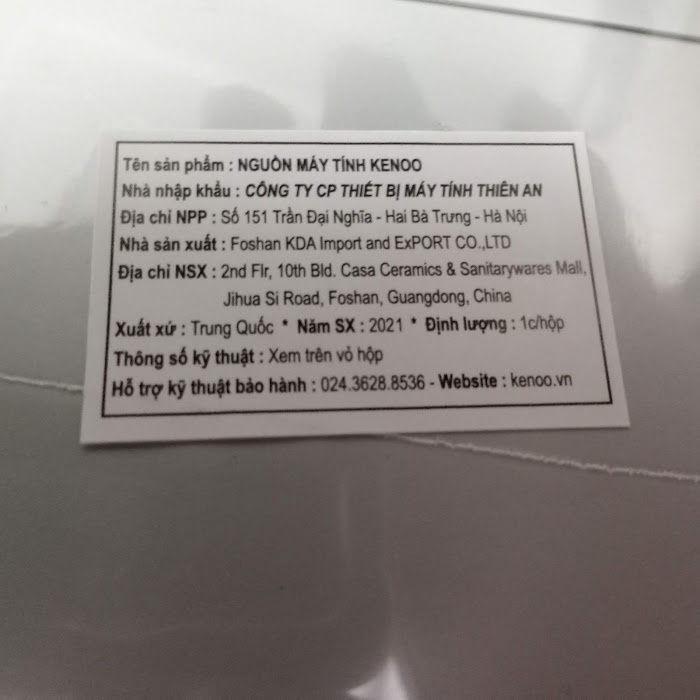 Tên sản phẩm : NGUỒN MÁY TÍNH KENOO
Nhà nhập khẩu : CÔNG TY CP THIẾT BỊ MÁY TÍNH THIÊN AN
Địa chỉ NPP : Số 151 Trần Đại Nghĩa - Hai Bà Trưng - Hà Nội
Nhà sản xuất : Foshan KDA Import and ExPORT CO.,LTD
Địa chỉ NSX : 2nd Flr, 10th Bld. Casa Ceramics & Sanitarywares Mall,
Jihua Si Road, Foshan, Guangdong, China
Xuất xứ : Trung Quốc * Năm SX : 2021 * Định lượng : 1c/hộp
Thông số kỹ thuật : Xem trên vỏ hộp
Hỗ trợ kỹ thuật bảo hành : 024.3628.8536 - Website : kenoo.vn